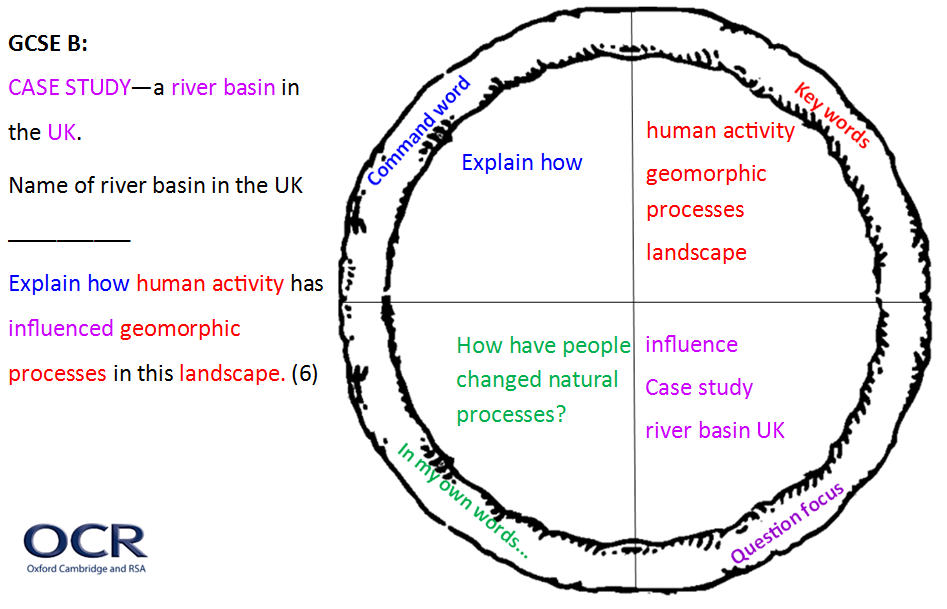 GCSE B:
CASE STUDY—a river basin in
the UK.
Name of river basin in the UK
___________
Explain how human activity has
influenced geomorphic
processes in this landscape. (6)
Command word
Explain how
Key words
human activity
geomorphic
processes
landscape
How have people
changed natural
processes?
In my own words...
influence
Case study
river basin UK
Question focus
OCR
Oxford Cambridge and RSA